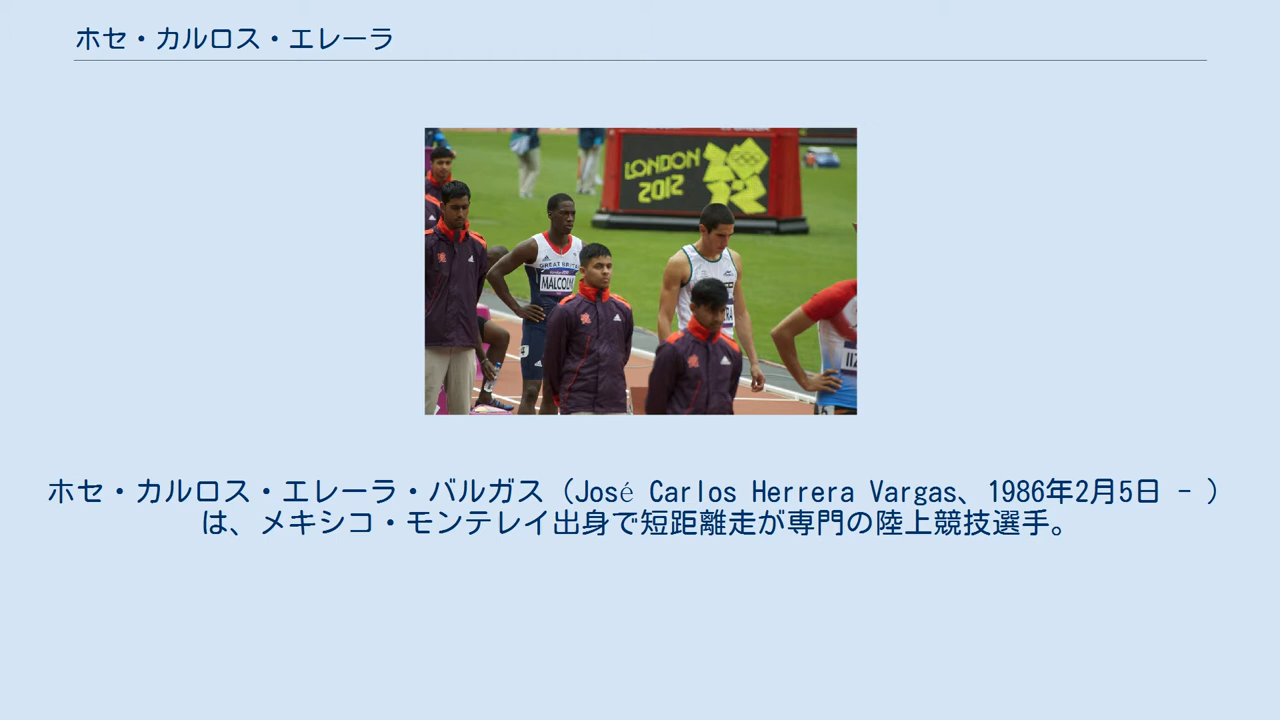 ホセ・カルロス・エレーラ
LONDON
2012
GREAT BRITAIN
MALCOLM
ホセ・カルロス・エレーラ・バルガス（José Carlos Herrera Vargas、1986年2月5日 - ）
は、メキシコ・モンテレイ出身で短距離走が専門の陸上競技選手。